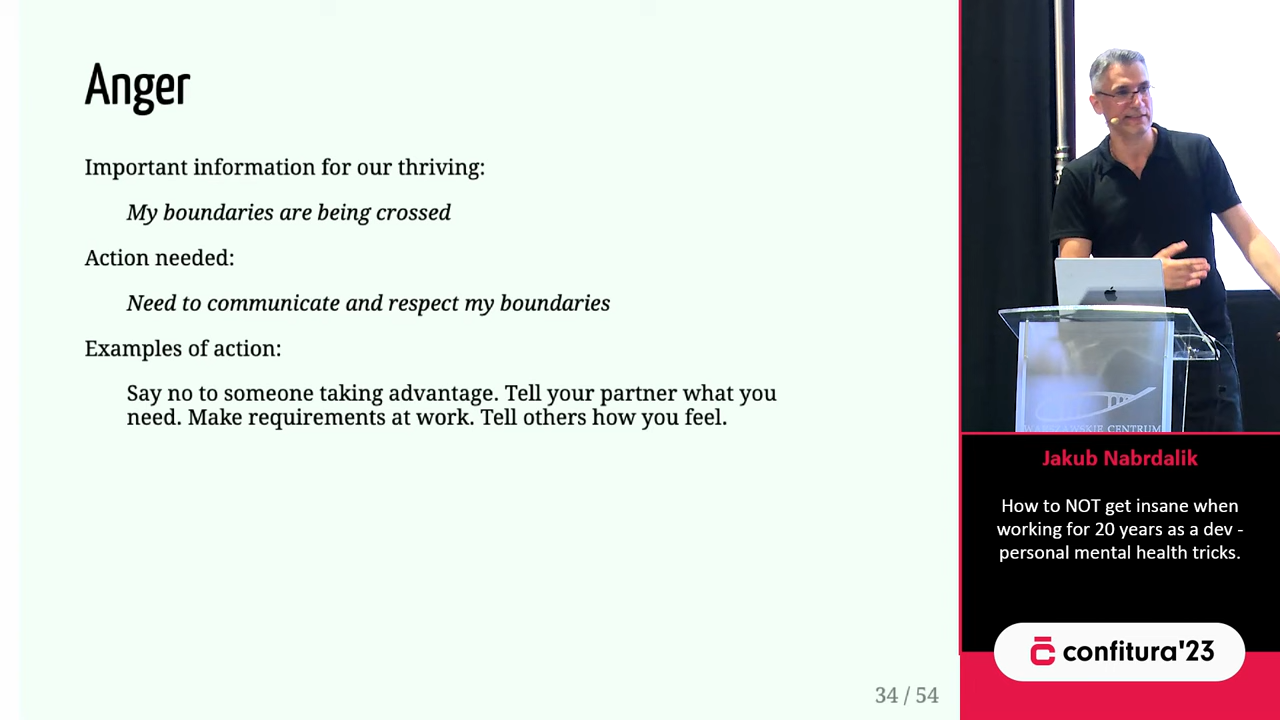 Anger
Important information for our thriving:
My boundaries are being crossed
Action needed:
Need to communicate and respect my boundaries
Examples of action:
Say no to someone taking advantage. Tell your partner what you
need. Make requirements at work. Tell others how you feel.
34 / 54
WARSZAWSKIE CENTRUM
Jakub Nabrdalik
How to NOT get insane when
working for 20 years as a dev -
personal mental health tricks.
confitura'23